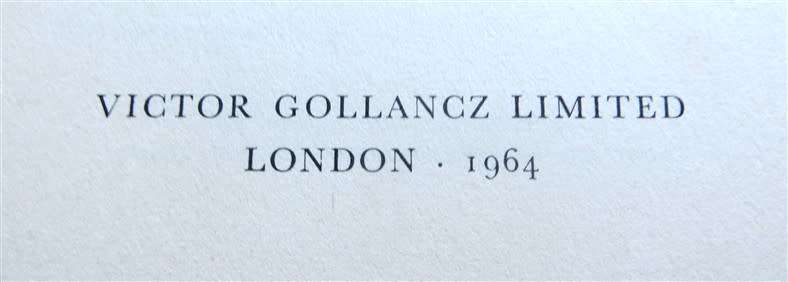 VICTOR GOLLANCZ LIMITED
LONDON · 1964